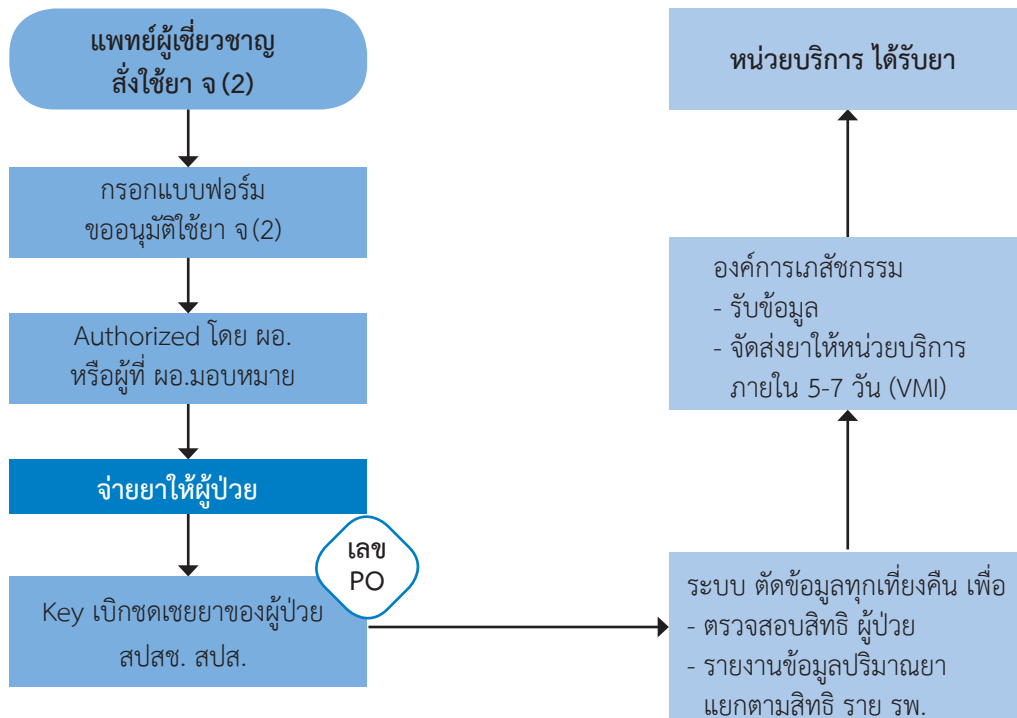 แพทย์ผู้เชี่ยวชาญ
สั่งใช้ยา จ (2)
กรอกแบบฟอร์ม
ขออนุมัติใช้ยา จ (2)
Authorized โดย ผอ.
หรือผู้ที่ ผอ.มอบหมาย
จ่ายยาให้ผู้ป่วย
เลข
PO
Key เบิกชดเชยยาของผู้ป่วย
สปสช. สปส.
ระบบ ตัดข้อมูลทุกเที่ยงคืน เพื่อ
- ตรวจสอบสิทธิ ผู้ป่วย
- รายงานข้อมูลปริมาณยา
แยกตามสิทธิ ราย รพ.
องค์การเภสัชกรรม
- รับข้อมูล
- จัดส่งยาให้หน่วยบริการ
ภายใน 5-7 วัน (VMI)
หน่วยบริการ ได้รับยา